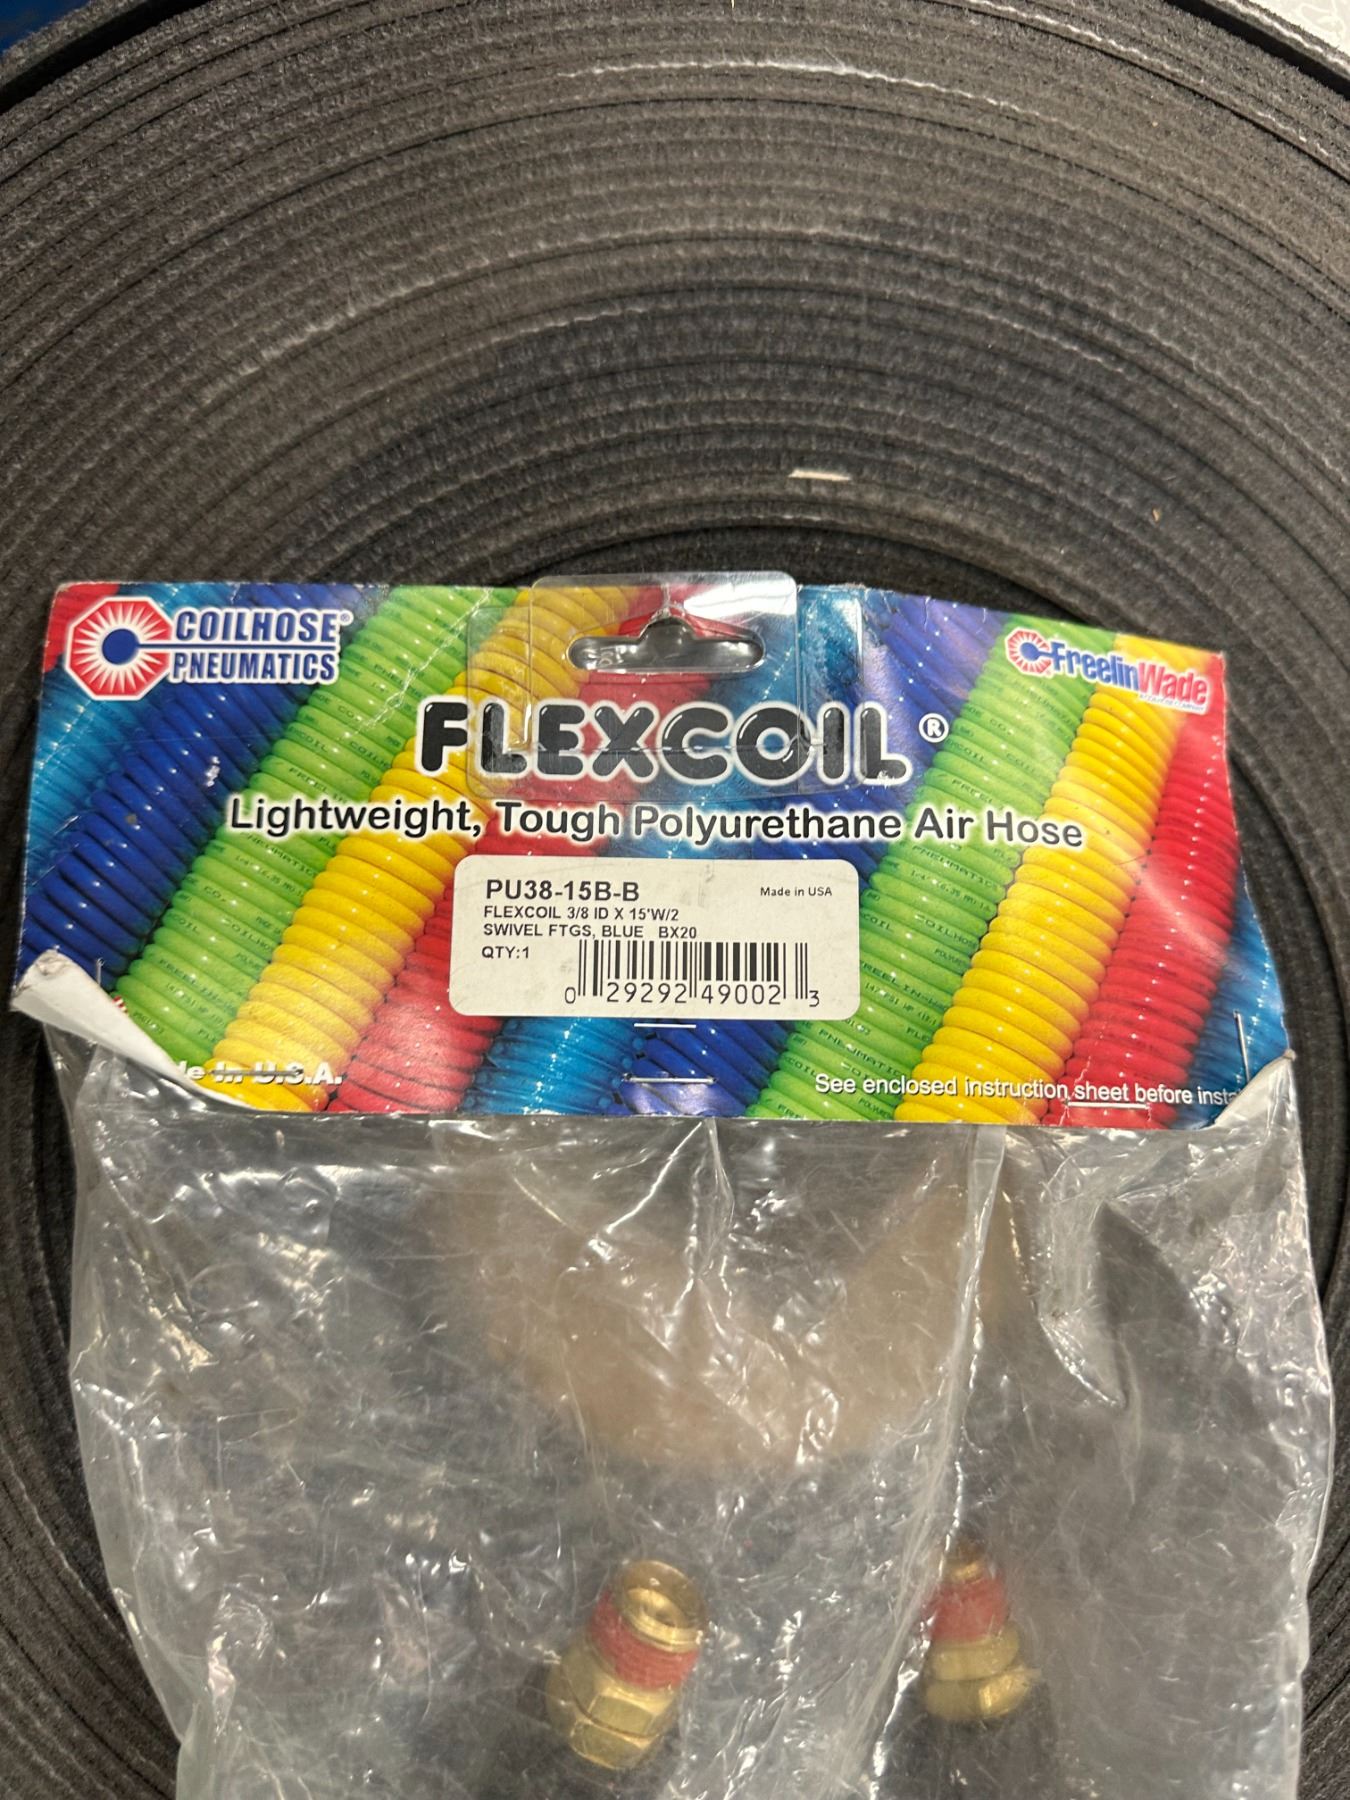 COILHOSE®
PNEUMATICS
FreelinWade
FLEXCOIL ®
Lightweight, Tough Polyurethane Air Hose
PU38-15B-B
Made in USA
FLEXCOIL 3/8 ID X 15'W/2
SWIVEL FTGS, BLUE BX20
QTY:1
0 29292 49002 3
in U.S.A.
See enclosed instruction sheet before